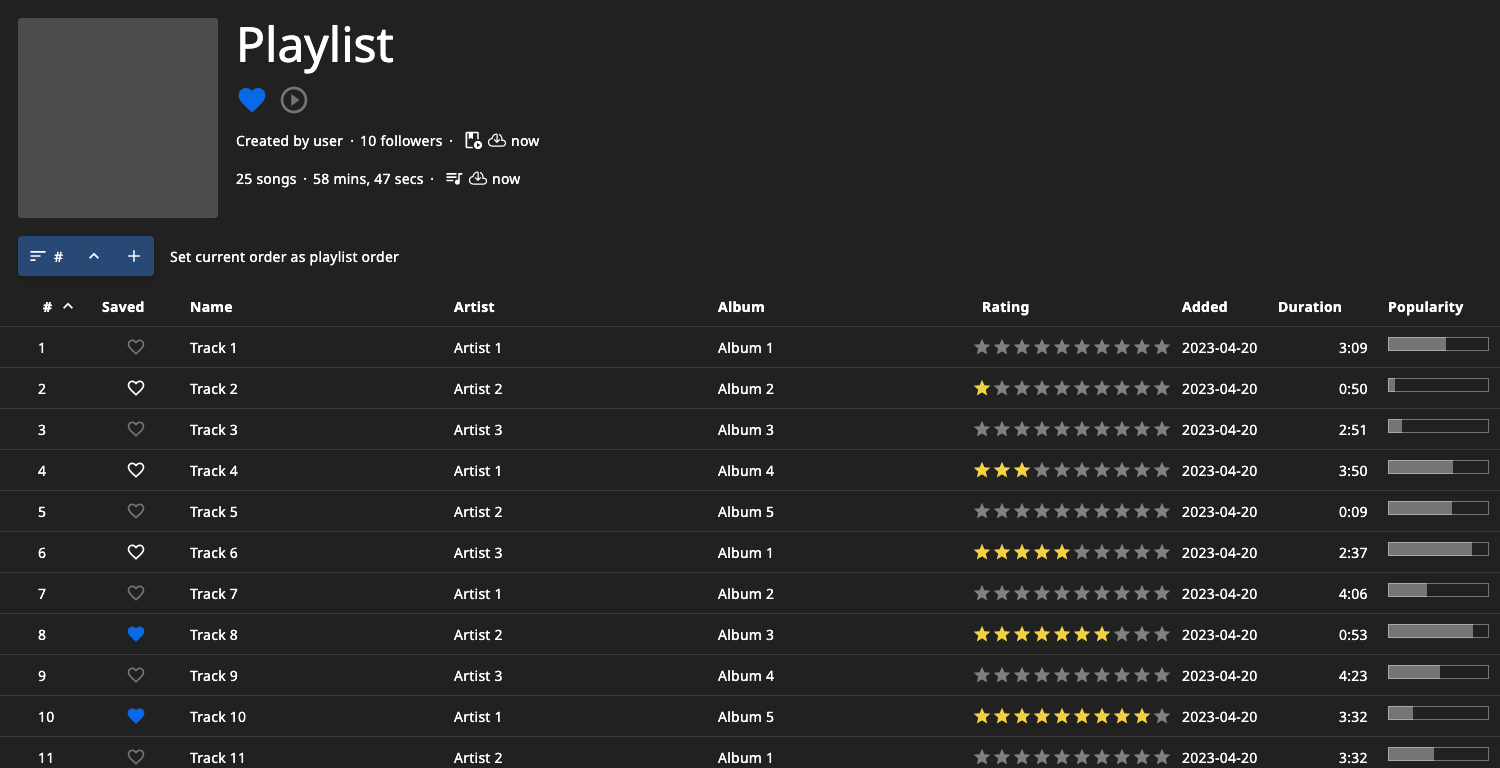 Playlist
Created by user · 10 followers · now
25 songs · 58 mins, 47 secs · now
# Set current order as playlist order
# Saved Name Artist Album Rating Added Duration Popularity
1 Track 1 Artist 1 Album 1 2023-04-20 3:09
2 Track 2 Artist 2 Album 2 2023-04-20 0:50
3 Track 3 Artist 3 Album 3 2023-04-20 2:51
4 Track 4 Artist 1 Album 4 2023-04-20 3:50
5 Track 5 Artist 2 Album 5 2023-04-20 0:09
6 Track 6 Artist 3 Album 1 2023-04-20 2:37
7 Track 7 Artist 1 Album 2 2023-04-20 4:06
8 Track 8 Artist 2 Album 3 2023-04-20 0:53
9 Track 9 Artist 3 Album 4 2023-04-20 4:23
10 Track 10 Artist 1 Album 5 2023-04-20 3:32
11 Track 11 Artist 2 Album 1 2023-04-20 3:32